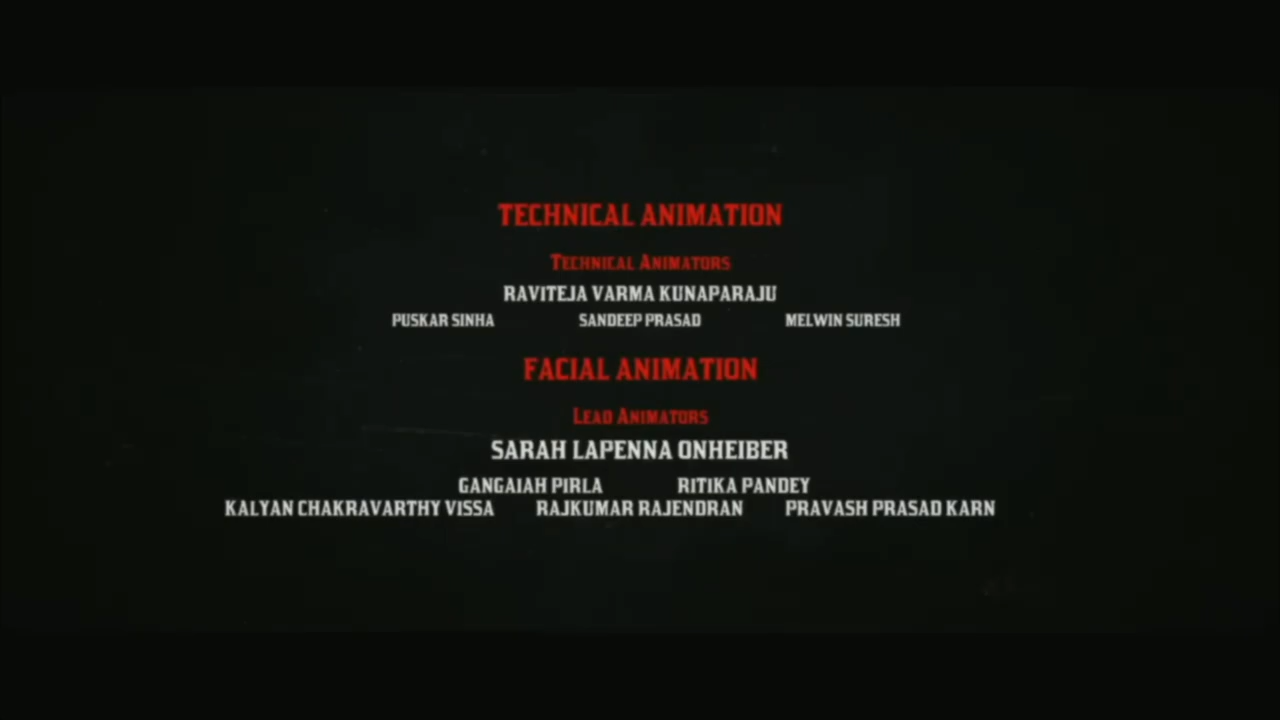 TECHNICAL ANIMATION
TECHNICAL ANIMATORS
RAVITEJA VARMA KUNAPARAJU
PUSKAR SINHA SANDEEP PRASAD MELWIN SURESH
FACIAL ANIMATION
LEAD ANIMATORS
SARAH LAPENNA ONHEIBER
GANGAIAH PIRLA RITIKA PANDEY
KALYAN CHAKRAVARTHY VISSA RAJKUMAR RAJENDRAN PRAVASH PRASAD KARN